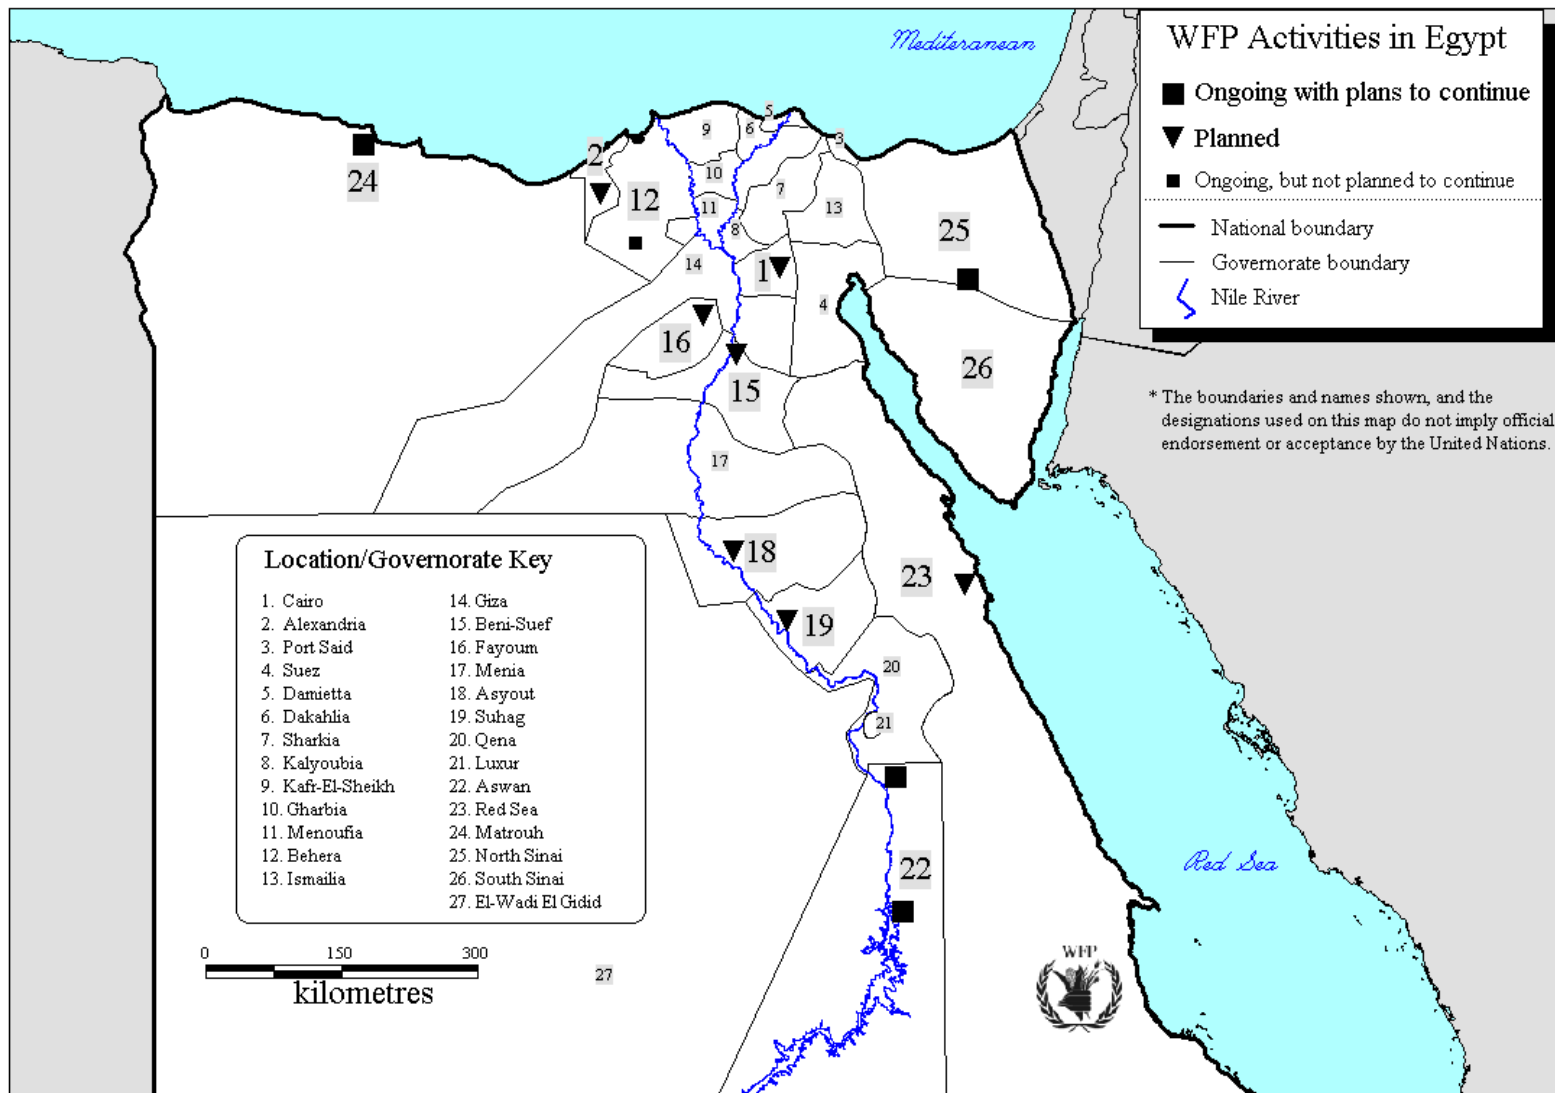 Mediteranean
WFP Activities in Egypt
Ongoing with plans to continue
Planned
Ongoing, but not planned to continue
National boundary
Governorate boundary
Nile River
* The boundaries and names shown, and the
designations used on this map do not imply official
endorsement or acceptance by the United Nations.
5
9
6
3
2
24
10
7
12
11
13
8
25
14
1
4
16
26
15
17
18
23
19
20
21
22
27
Location/Governorate Key
1. Cairo
2. Alexandria
3. Port Said
4. Suez
5. Damietta
6. Dakahlia
7. Sharkia
8. Kalyoubia
9. Kafr-El-Sheikh
10. Gharbia
11. Menoufia
12. Behera
13. Ismailia
14. Giza
15. Beni-Suef
16. Fayoum
17. Menia
18. Asyout
19. Suhag
20. Qena
21. Luxur
22. Aswan
23. Red Sea
24. Matrouh
25. North Sinai
26. South Sinai
27. El-Wadi El Gidid
0 150 300
kilometres
Red Sea
WFP